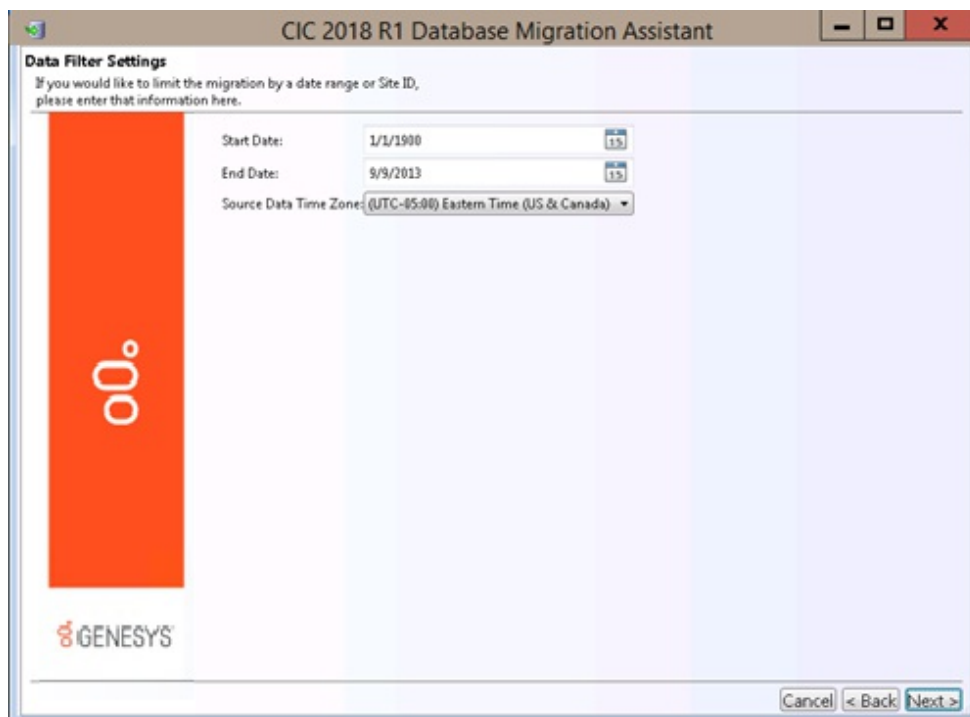 CIC 2018 R1 Database Migration Assistant
Data Filter Settings
If you would like to limit the migration by a date range or Site ID,
please enter that information here.
Start Date: 1/1/1900 15
End Date: 9/9/2013 15
Source Data Time Zone: (UTC-05:00) Eastern Time (US & Canada)
GENESYS
Cancel < Back Next >